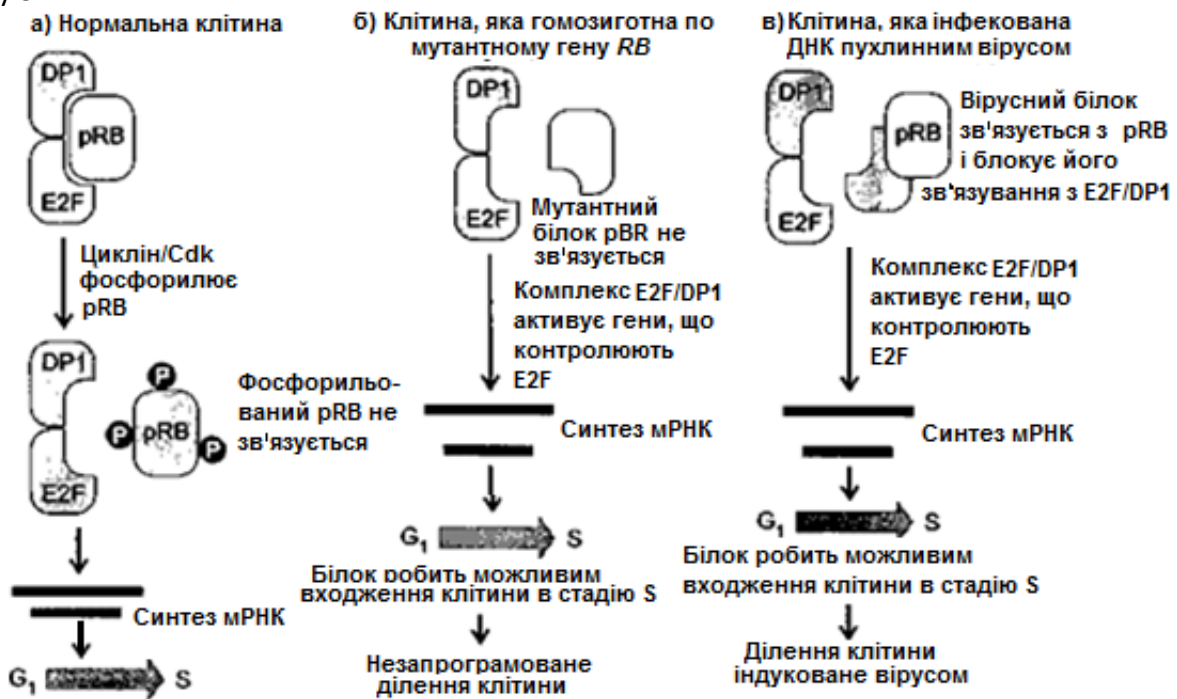 а) Нормальна клітина
DP1
pRB
E2F
Циклін/Cdk
фосфорилює
pRB
DP1
P
pRB
P
P
E2F
Фосфорильо-
ваний pRB не
зв'язується
Синтез мРНК
G1 S
б) Клітина, яка гомозиготна по
мутантному гену RB
DP1
E2F
Мутантний
білок pBR не
зв'язується
Комплекс E2F/DP1
активує гени, що
контролюють
E2F
Синтез мРНК
G1 S
Білок робить можливим
входження клітини в стадію S
Незапрограмоване
ділення клітини
в) Клітина, яка інфекована
ДНК пухлинним вірусом
DP1
pRB
E2F
Вірусний білок
зв'язується з pRB
і блокує його
зв'язування з E2F/DP1
Комплекс E2F/DP1
активує гени, що
контролюють
E2F
Синтез мРНК
G1 S
Білок робить можливим
входження клітини в стадію S
Ділення клітини
індуковане вірусом